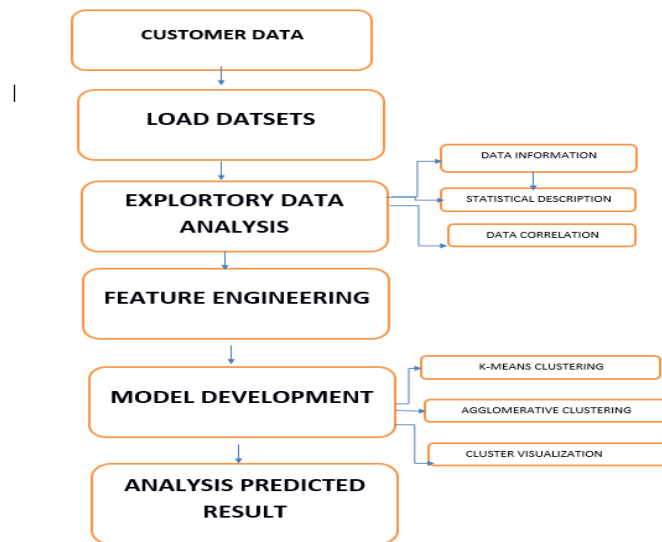 CUSTOMER DATA
LOAD DATSETS
DATA INFORMATION
EXPLORTORY DATA
ANALYSIS
STATISTICAL DESCRIPTION
DATA CORRELATION
FEATURE ENGINEERING
K-MEANS CLUSTERING
MODEL DEVELOPMENT
AGGLOMERATIVE CLUSTERING
CLUSTER VISUALIZATION
ANALYSIS PREDICTED
RESULT